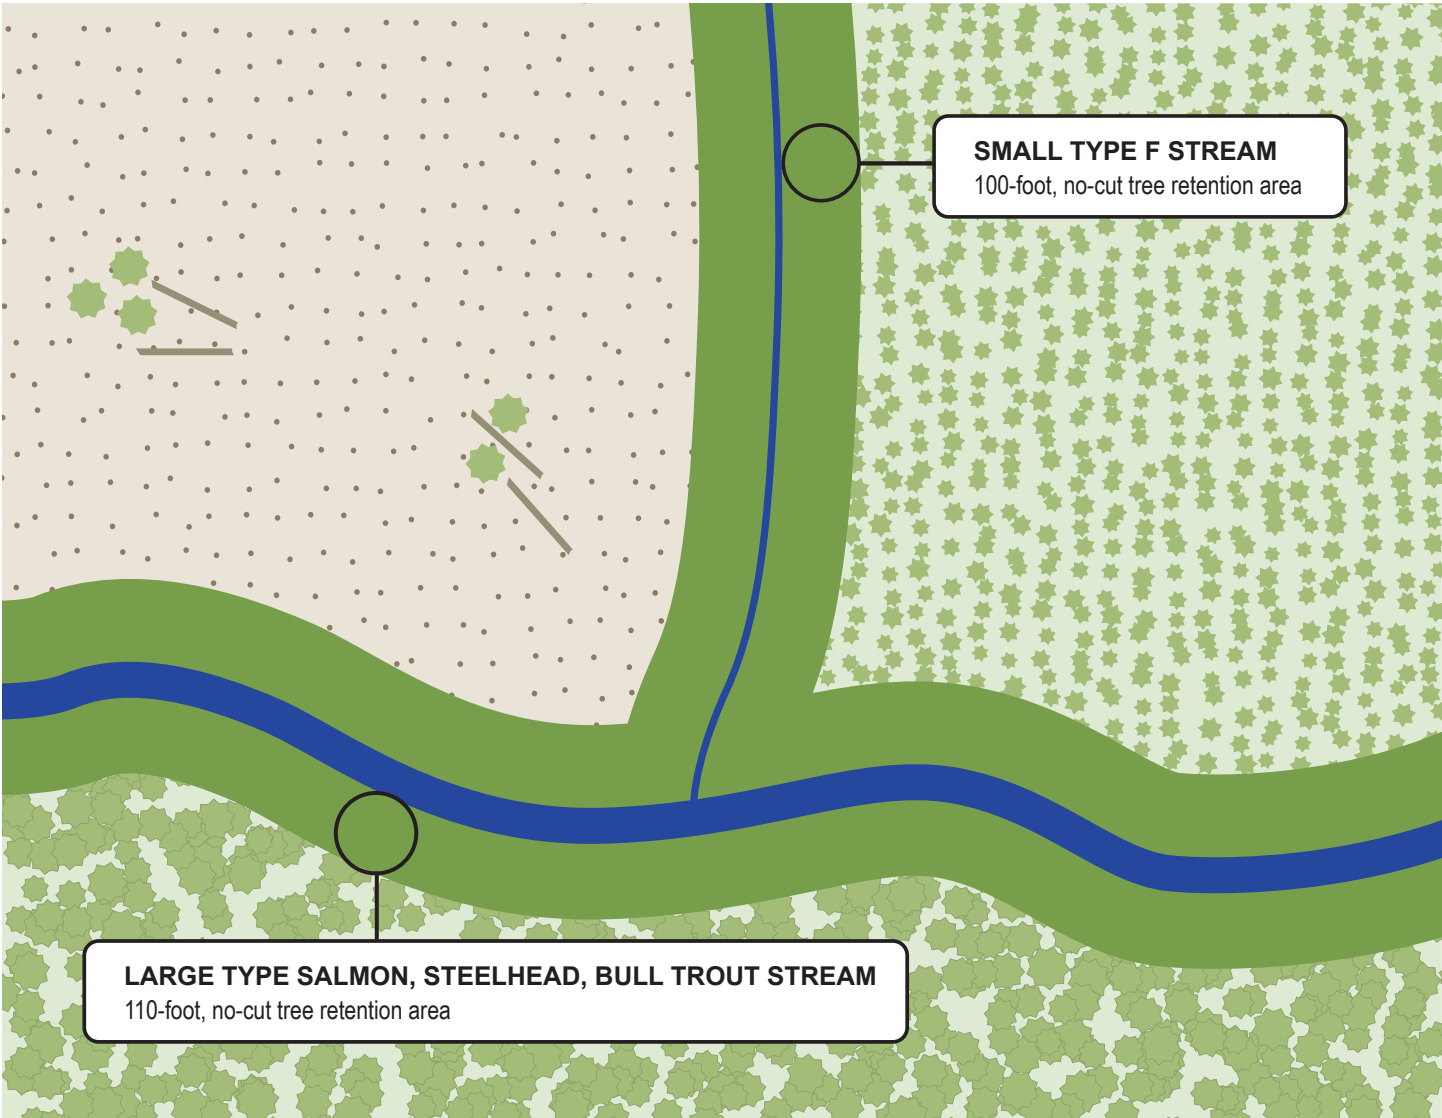 SMALL TYPE F STREAM
100-foot, no-cut tree retention area
LARGE TYPE SALMON, STEELHEAD, BULL TROUT STREAM
110-foot, no-cut tree retention area